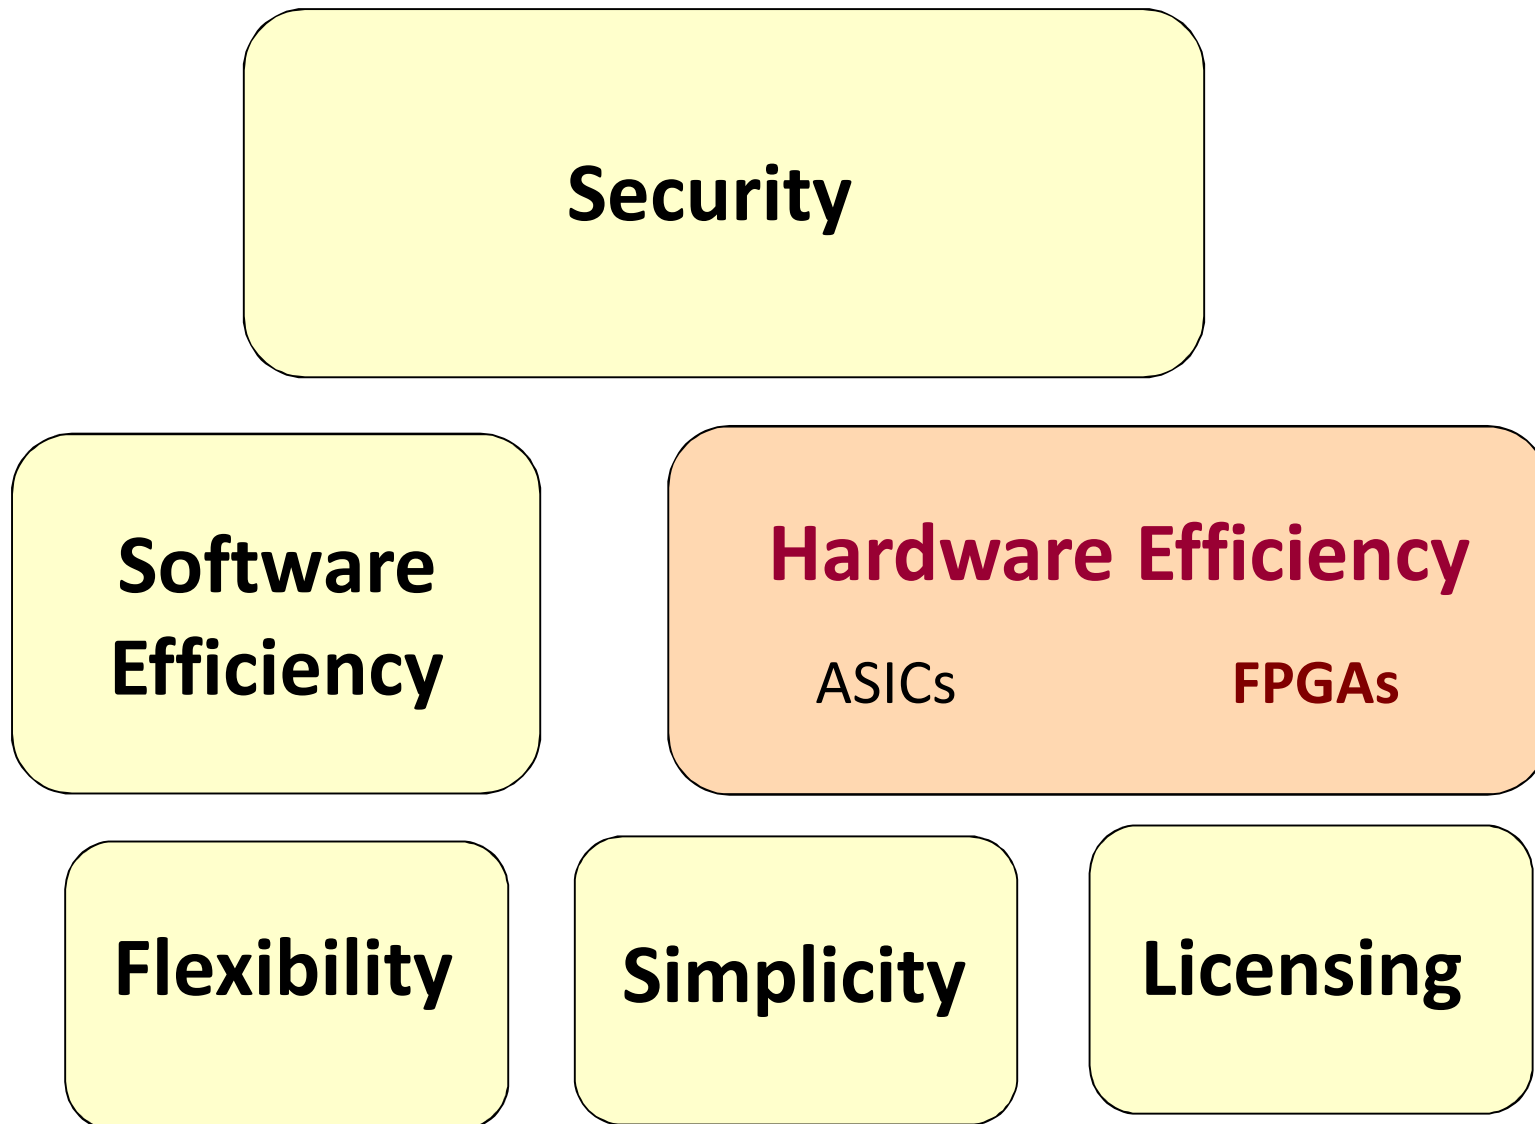 Security
Software
Efficiency
Hardware Efficiency
ASICs FPGAs
Flexibility
Simplicity
Licensing